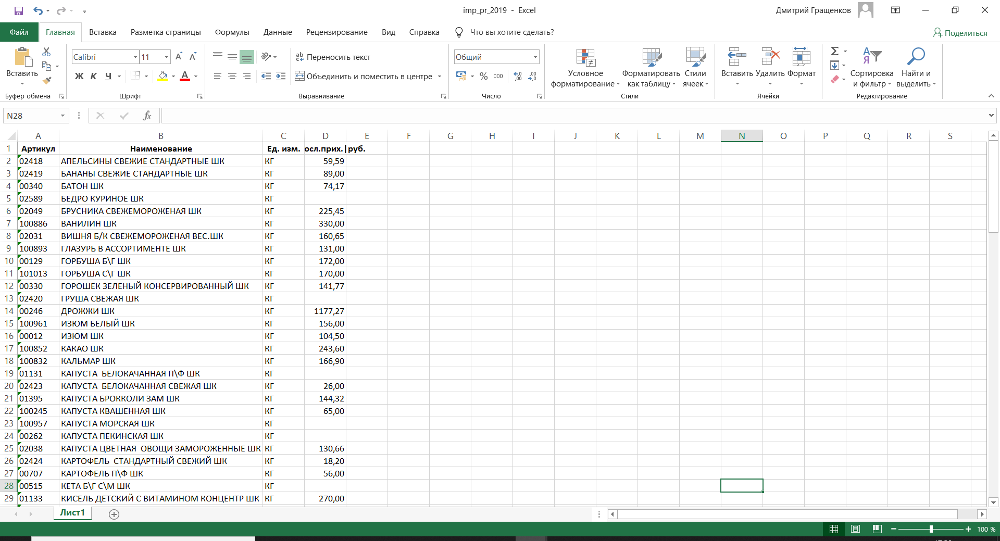 imp_pr_2019 - Excel
Дмитрий Гращенков
Файл Главная Вставка Разметка страницы Формулы Данные Рецензирование Вид Справка Что вы хотите сделать? Поделиться
Вставить
Буфер обмена
Calibri 11
Ж К Ч
Шрифт
Переносить текст
Объединить и поместить в центре
Выравнивание
Общий
% 000
Число
Условное форматирование
Форматировать как таблицу
Стили ячеек
Стили
Вставить Удалить Формат
Ячейки
Сортировка и фильтр
Найти и выделить
Редактирование
N28 fx
A B C D E F G H I J K L M N O P Q R S
1 Артикул Наименование Ед. изм. осл.прих.|руб.
2 02418 АПЕЛЬСИНЫ СВЕЖИЕ СТАНДАРТНЫЕ ШК КГ 59,59
3 02419 БАНАНЫ СВЕЖИЕ СТАНДАРТНЫЕ ШК КГ 89,00
4 00340 БАТОН ШК КГ 74,17
5 02589 БЕДРО КУРИНОЕ ШК КГ
6 02049 БРУСНИКА СВЕЖЕМОРОЖЕНАЯ ШК КГ 225,45
7 100886 ВАНИЛИН ШК КГ 330,00
8 02031 ВИШНЯ Б/К СВЕЖЕМОРОЖЕНАЯ ВЕС.ШК КГ 160,65
9 100893 ГЛАЗУРЬ В АССОРТИМЕНТЕ ШК КГ 131,00
10 00129 ГОРБУША Б\Г ШК КГ 172,00
11 101013 ГОРБУША С\Г ШК КГ 170,00
12 00330 ГОРОШЕК ЗЕЛЕНЫЙ КОНСЕРВИРОВАННЫЙ ШК КГ 141,77
13 02420 ГРУША СВЕЖАЯ ШК КГ
14 00246 ДРОЖЖИ ШК КГ 1177,27
15 100961 ИЗЮМ БЕЛЫЙ ШК КГ 156,00
16 00012 ИЗЮМ ШК КГ 104,50
17 100852 КАКАО ШК КГ 243,60
18 100832 КАЛЬМАР ШК КГ 166,90
19 01131 КАПУСТА БЕЛОКАЧАННАЯ П\Ф ШК КГ
20 02423 КАПУСТА БЕЛОКАЧАННАЯ СВЕЖАЯ ШК КГ 26,00
21 01395 КАПУСТА БРОККОЛИ ЗАМ ШК КГ 144,32
22 100245 КАПУСТА КВАШЕННАЯ ШК КГ 65,00
23 100957 КАПУСТА МОРСКАЯ ШК КГ
24 00262 КАПУСТА ПЕКИНСКАЯ ШК КГ
25 02038 КАПУСТА ЦВЕТНАЯ ОВОЩИ ЗАМОРОЖЕННЫЕ ШК КГ 130,66
26 02424 КАРТОФЕЛЬ СТАНДАРТНЫЙ СВЕЖИЙ ШК КГ 18,20
27 00707 КАРТОФЕЛЬ П\Ф ШК КГ 56,00
28 00515 КЕТА Б\Г С\М ШК КГ
29 01133 КИСЕЛЬ ДЕТСКИЙ С ВИТАМИНОМ КОНЦЕНТР ШК КГ 270,00
Лист1
100 %